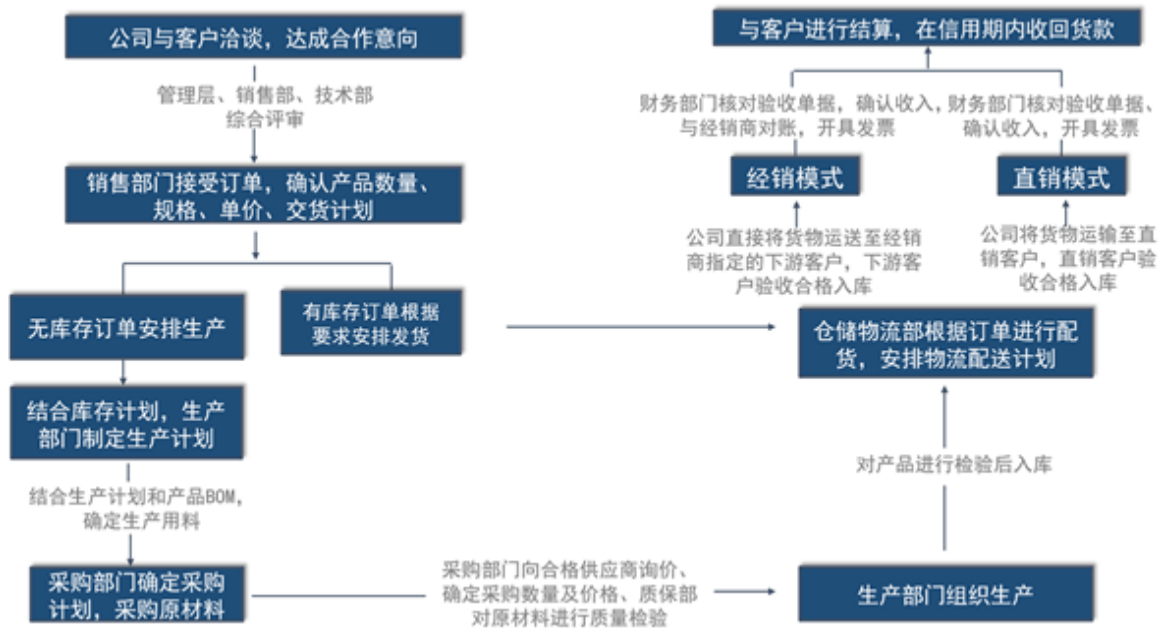 公司与客户洽谈，达成合作意向
管理层、销售部、技术部
综合评审
销售部门接受订单，确认产品数量、
规格、单价、交货计划
无库存订单安排生产
有库存订单根据
要求安排发货
结合库存计划，生产
部门制定生产计划
结合生产计划和产品BOM，
确定生产用料
采购部门确定采购
计划，采购原材料
采购部门向合格供应商询价、
确定采购数量及价格、质保部
对原材料进行质量检验
生产部门组织生产
对产品进行检验后入库
仓储物流部根据订单进行配
货，安排物流配送计划
公司直接将货物运送至经销
商指定的下游客户，下游客
户验收合格入库
公司将货物运输至直
销客户，直销客户验
收合格入库
经销模式
直销模式
财务部门核对验收单据，确认收入，
与经销商对账，开具发票
财务部门核对验收单据、
确认收入，开具发票
与客户进行结算，在信用期内收回货款